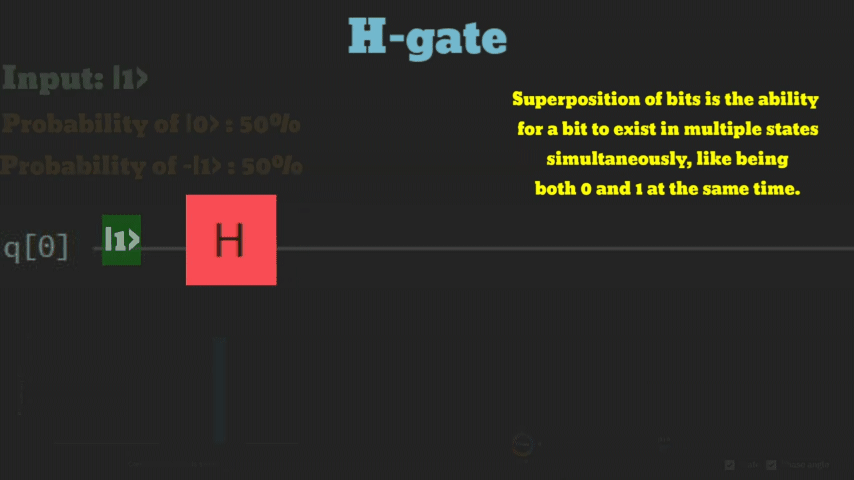 H-gate
Input: |1>
Probability of |0> : 50%
Probability of -|1> : 50%
Superposition of bits is the ability
for a bit to exist in multiple states
simultaneously, like being
both 0 and 1 at the same time.
q[0] |1> H